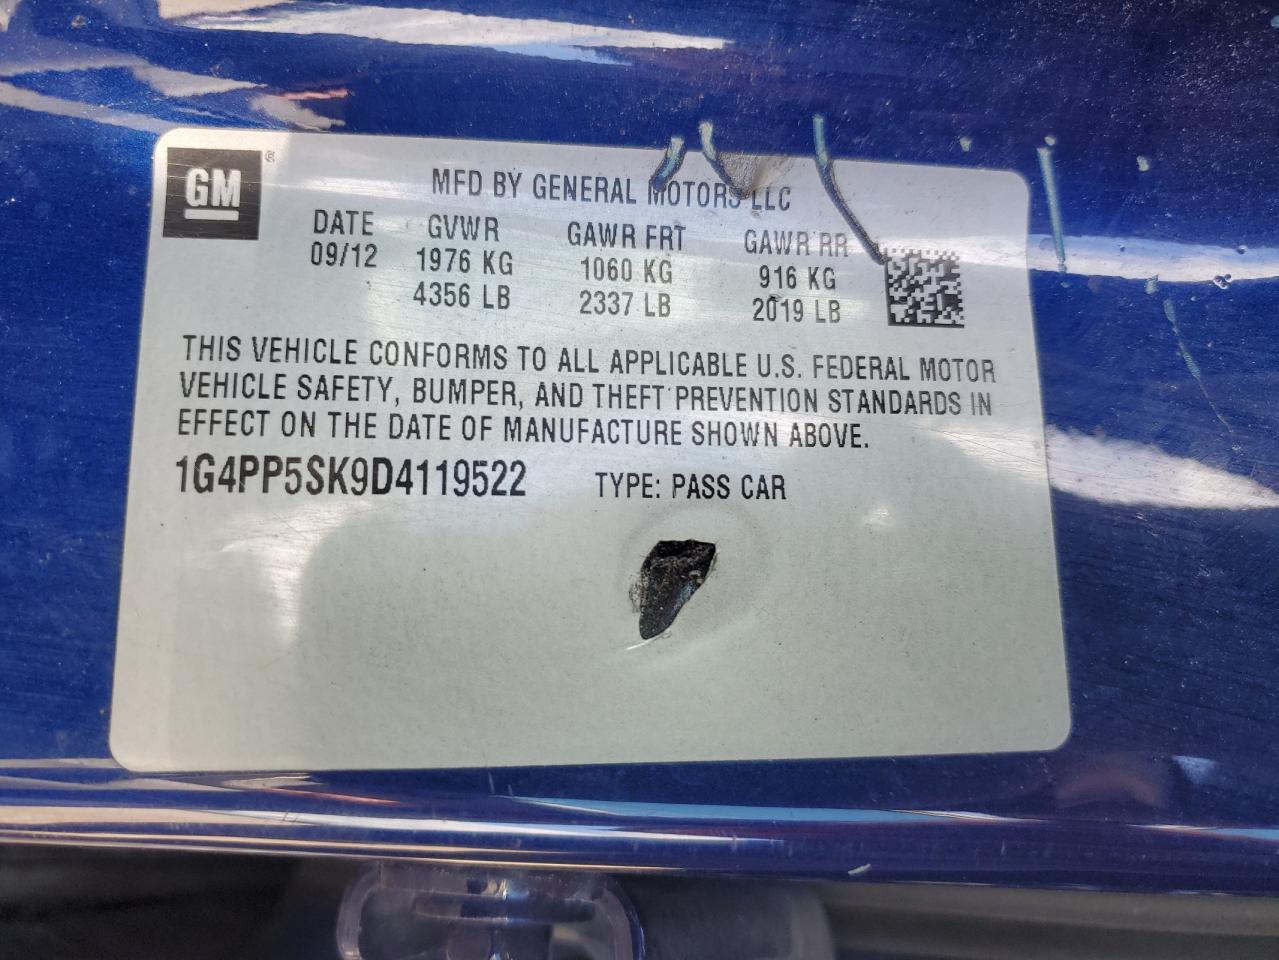 GM ®
MFD BY GENERAL MOTORS LLC
DATE GVWR GAWR FRT GAWR RR
09/12 1976 KG 1060 KG 916 KG
4356 LB 2337 LB 2019 LB
THIS VEHICLE CONFORMS TO ALL APPLICABLE U.S. FEDERAL MOTOR
VEHICLE SAFETY, BUMPER, AND THEFT PREVENTION STANDARDS IN
EFFECT ON THE DATE OF MANUFACTURE SHOWN ABOVE.
1G4PP5SK9D4119522 TYPE: PASS CAR